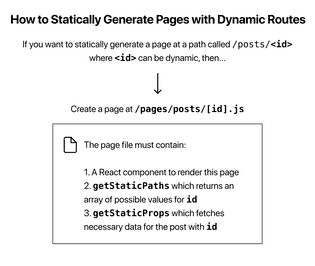 How to Statically Generate Pages with Dynamic Routes
If you want to statically generate a page at a path called /posts/<id>
where <id> can be dynamic, then...
Create a page at /pages/posts/[id].js
The page file must contain:
1. A React component to render this page
2. getStaticPaths which returns an
array of possible values for id
3. getStaticProps which fetches
necessary data for the post with id